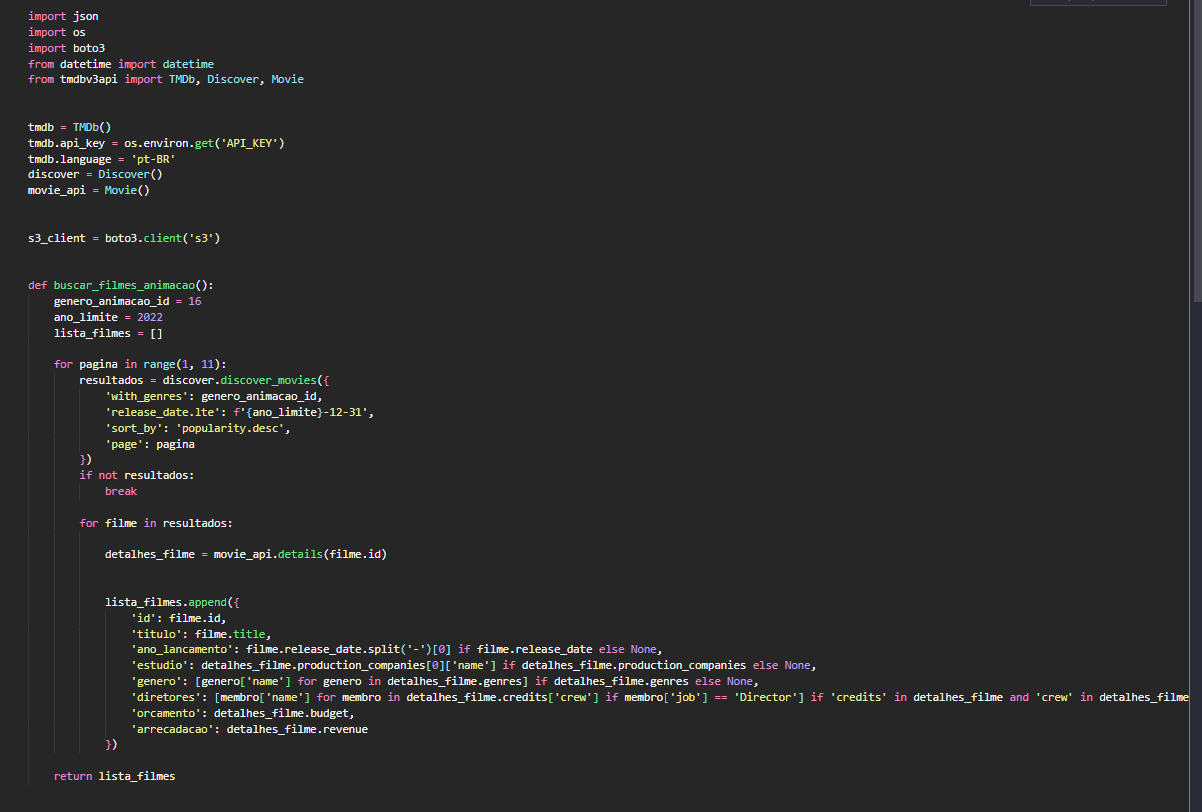 import json
import os
import boto3
from datetime import datetime
from tmdbv3api import TMDb, Discover, Movie
tmdb = TMDb()
tmdb.api_key = os.environ.get('API_KEY')
tmdb.language = 'pt-BR'
discover = Discover()
movie_api = Movie()
s3_client = boto3.client('s3')
def buscar_filmes_animacao():
    genero_animacao_id = 16
    ano_limite = 2022
    lista_filmes = []
    for pagina in range(1, 11):
        resultados = discover.discover_movies({
            'with_genres': genero_animacao_id,
            'release_date.lte': f'{ano_limite}-12-31',
            'sort_by': 'popularity.desc',
            'page': pagina
        })
        if not resultados:
            break
        for filme in resultados:
            detalhes_filme = movie_api.details(filme.id)
            lista_filmes.append({
                'id': filme.id,
                'titulo': filme.title,
                'ano_lancamento': filme.release_date.split('-')[0] if filme.release_date else None,
                'estudio': detalhes_filme.production_companies[0]['name'] if detalhes_filme.production_companies else None,
                'genero': [genero['name'] for genero in detalhes_filme.genres] if detalhes_filme.genres else None,
                'diretores': [membro['name'] for membro in detalhes_filme.credits['crew'] if membro['job'] == 'Director'] if 'credits' in detalhes_filme and 'crew' in detalhes_filme
                'orcamento': detalhes_filme.budget,
                'arrecadacao': detalhes_filme.revenue
            })
    return lista_filmes